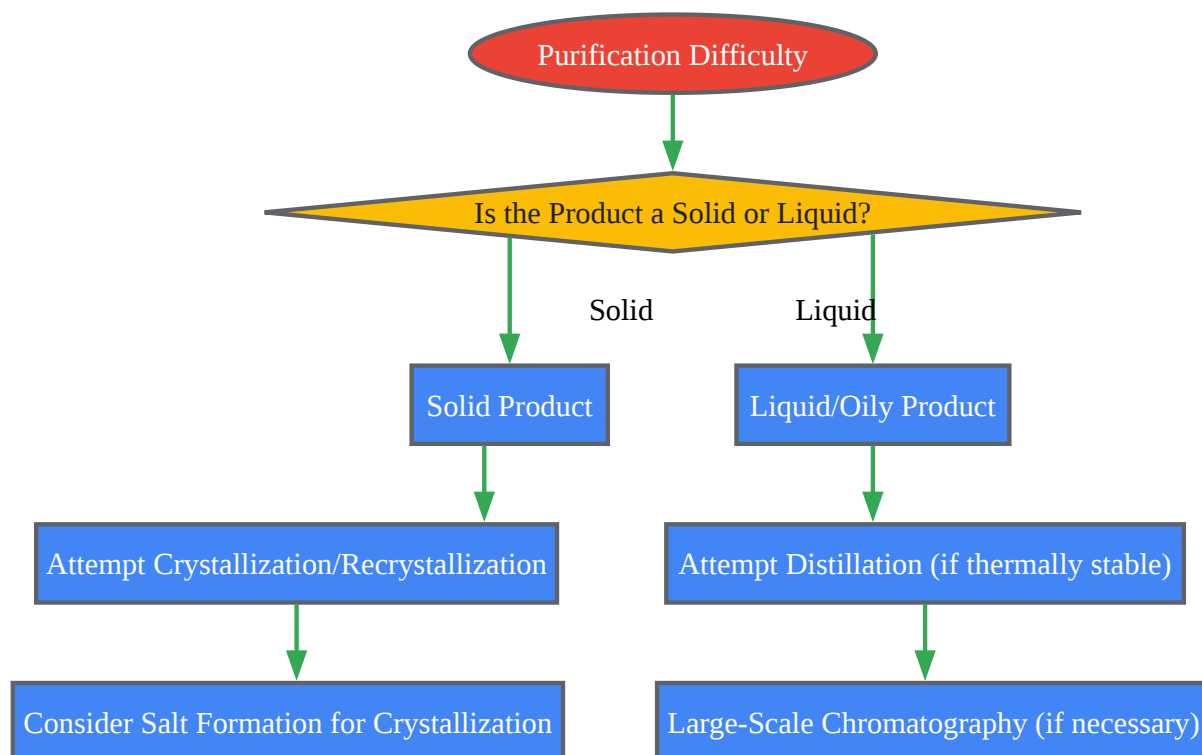 Purification Difficulty
Is the Product a Solid or Liquid?
Solid
Liquid
Solid Product
Liquid/Oily Product
Attempt Crystallization/Recrystallization
Attempt Distillation (if thermally stable)
Consider Salt Formation for Crystallization
Large-Scale Chromatography (if necessary)